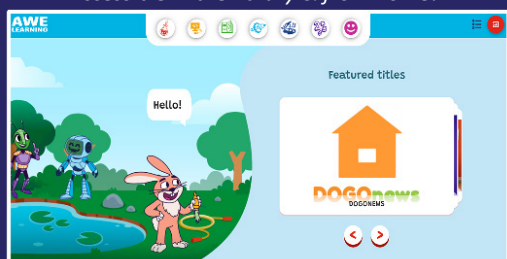 AWE
LEARNING
Hello!
Featured titles
DOGOnews
DOGONEWS